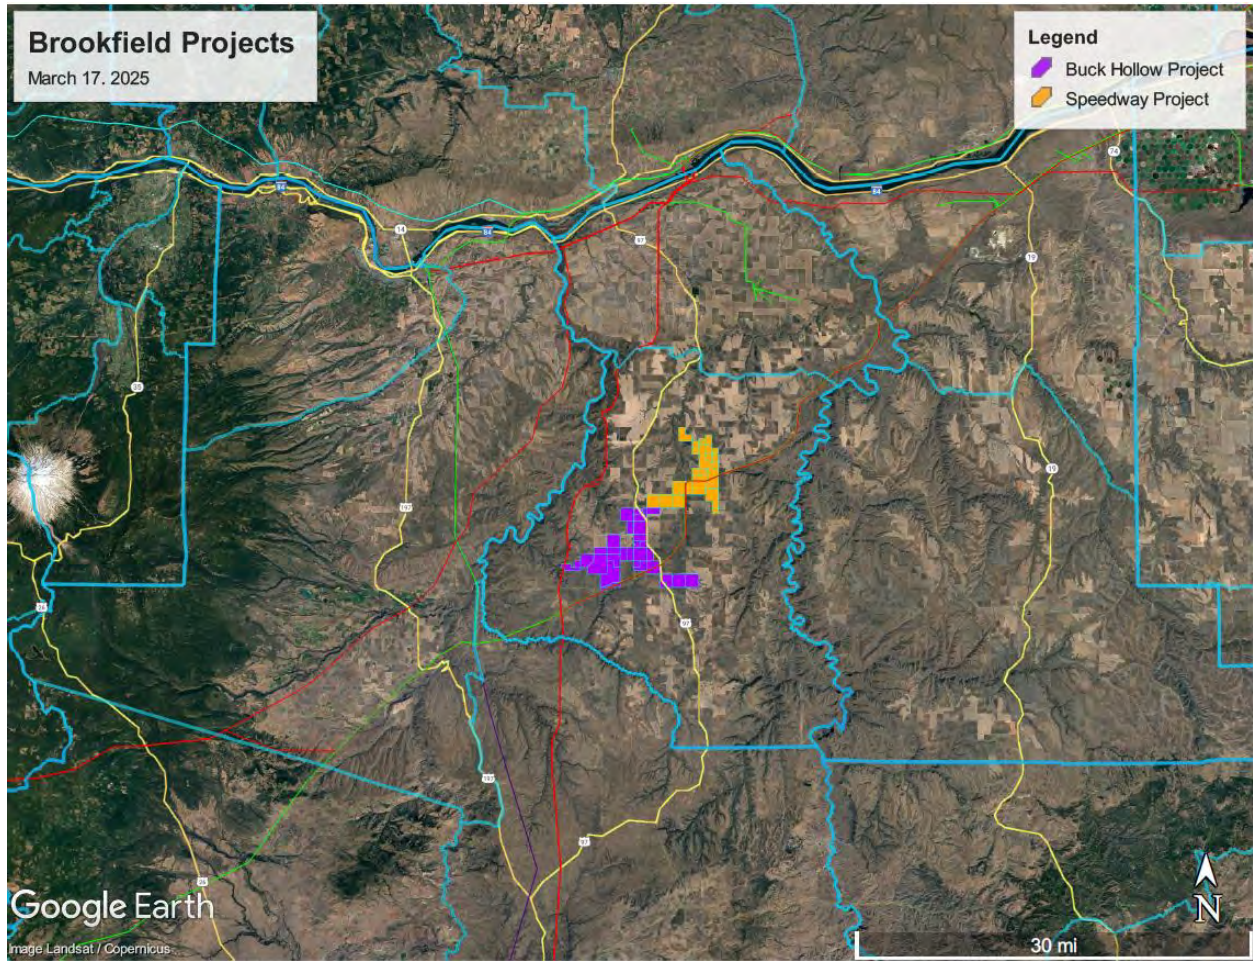 Brookfield Projects
March 17. 2025
Legend
Buck Hollow Project
Speedway Project
74
84
84
14
84
97
19
35
19
197
26
97
197
97
26
Google Earth
Image Landsat / Copernicus
N
30 mi